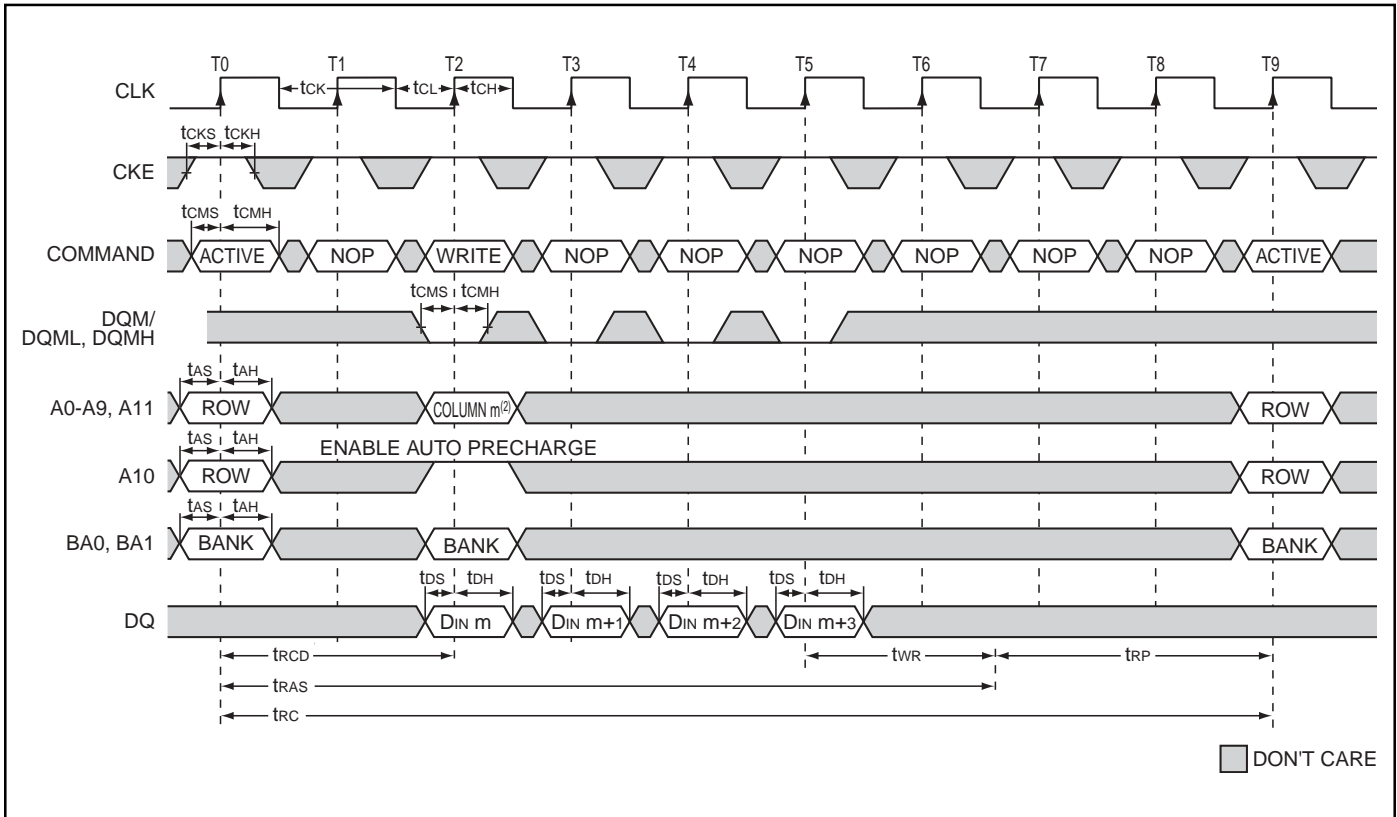 T0 T1 T2 T3 T4 T5 T6 T7 T8 T9
CLK tCK tCL tCH
tCKS tCKH
CKE
tCMS tCMH
COMMAND ACTIVE NOP WRITE NOP NOP NOP NOP NOP NOP ACTIVE
tCMS tCMH
DQM/
DQML, DQMH
tAS tAH
A0-A9, A11 ROW COLUMN m(2) ROW
tAS tAH ENABLE AUTO PRECHARGE
A10 ROW ROW
tAS tAH
BA0, BA1 BANK BANK BANK
tDS tDH tDS tDH tDS tDH tDS tDH
DQ DIN m DIN m+1 DIN m+2 DIN m+3
tRCD tWR tRP
tRAS
tRC
DON'T CARE